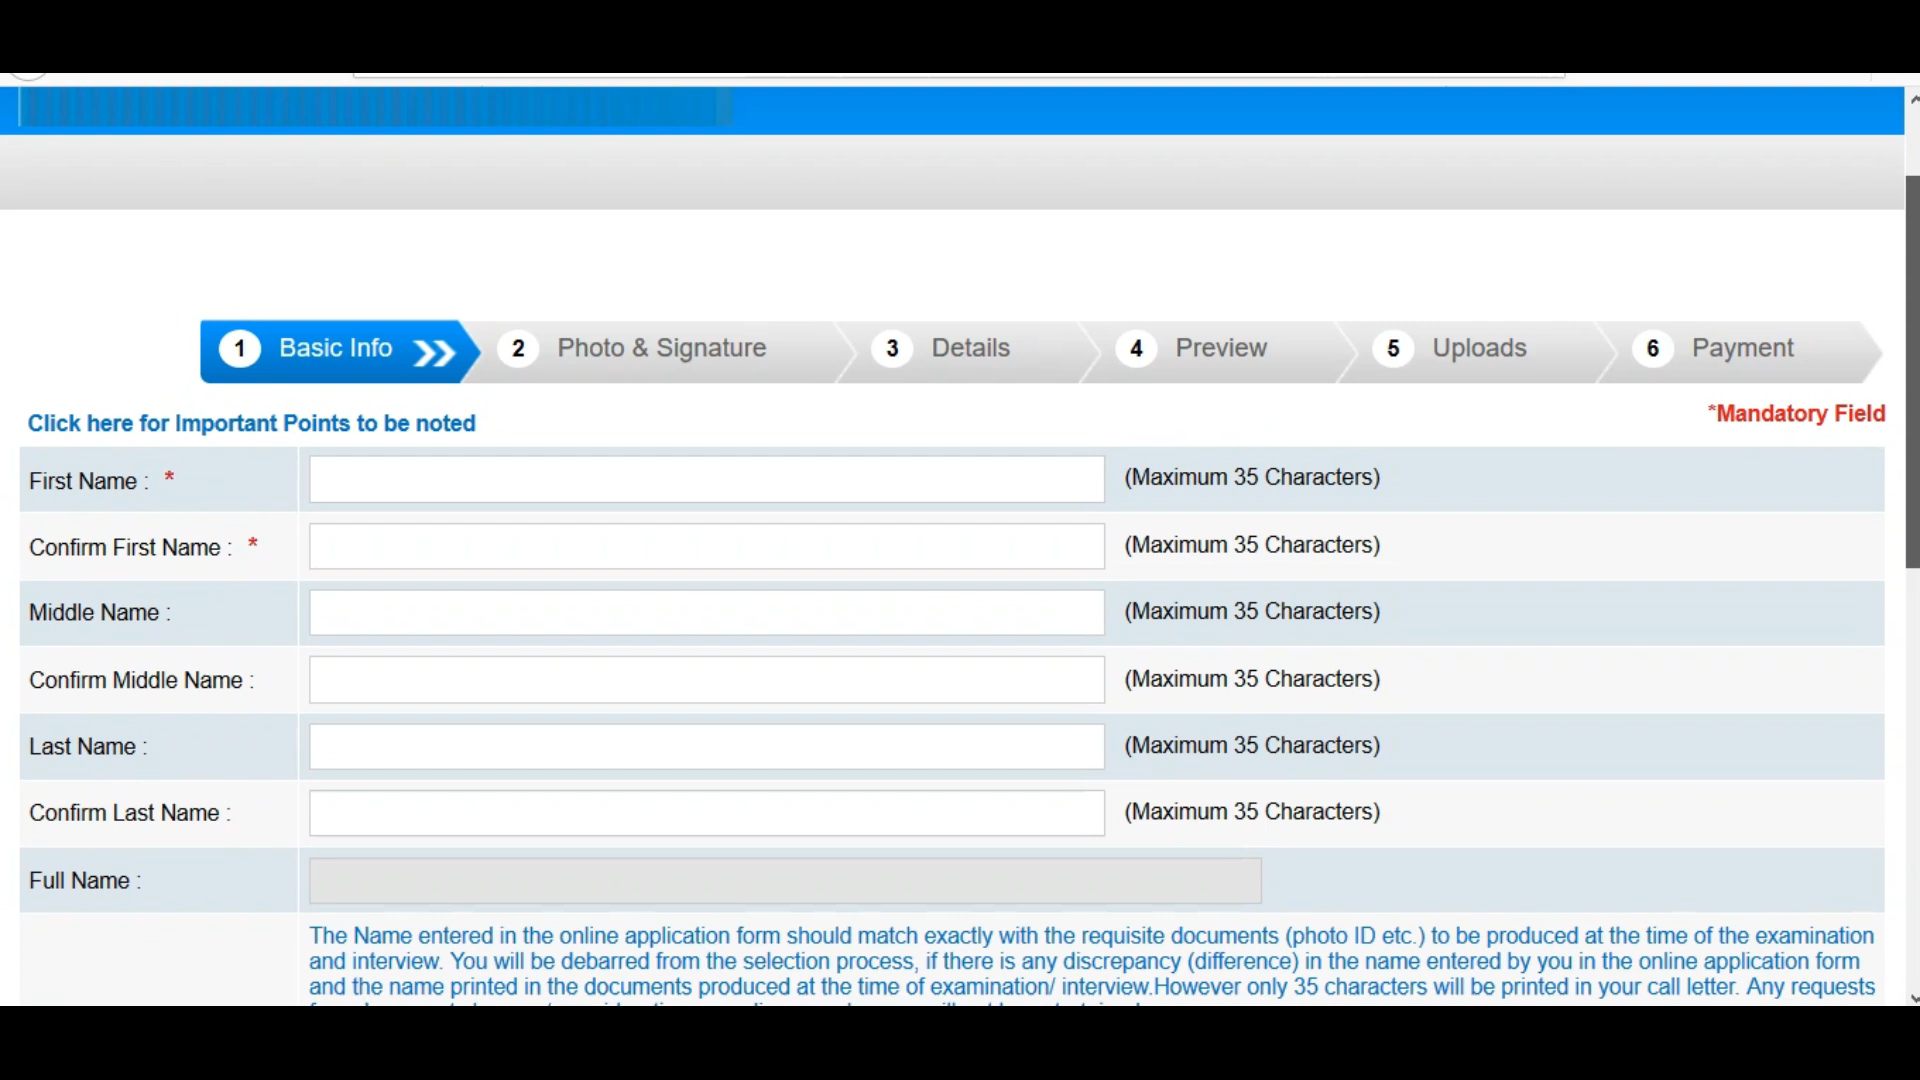 1 Basic Info 2 Photo & Signature 3 Details 4 Preview 5 Uploads 6 Payment
Click here for Important Points to be noted *Mandatory Field
First Name : * (Maximum 35 Characters)
Confirm First Name : * (Maximum 35 Characters)
Middle Name : (Maximum 35 Characters)
Confirm Middle Name : (Maximum 35 Characters)
Last Name : (Maximum 35 Characters)
Confirm Last Name : (Maximum 35 Characters)
Full Name :
The Name entered in the online application form should match exactly with the requisite documents (photo ID etc.) to be produced at the time of the examination
and interview. You will be debarred from the selection process, if there is any discrepancy (difference) in the name entered by you in the online application form
and the name printed in the documents produced at the time of examination/ interview.However only 35 characters will be printed in your call letter. Any requests